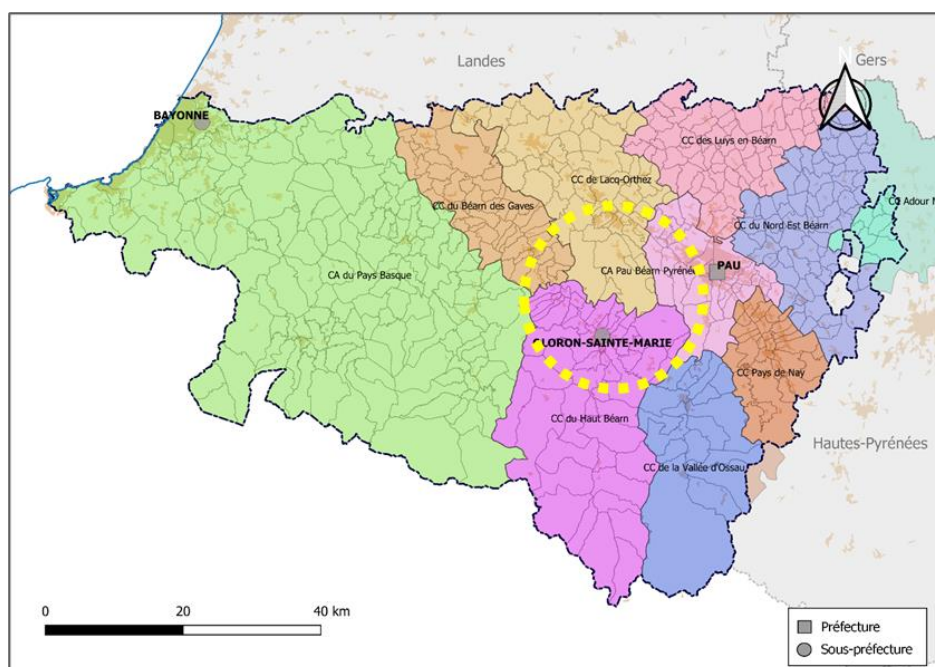 Landes
N
Gers
BAYONNE
CC des Luys en Béarn
CC de Lacq-Orthez
CC du Béarn des Gaves
CC Adour M
CC du Nord Est Béarn
CA du Pays Basque
CA Pau Béarn Pyréné
PAU
OLORON-SAINTE-MARIE
CC Pays de Nay
CC du Haut Béarn
Hautes-Pyrénées
CC de la Vallée d'Ossau
0 20 40 km
Préfecture
Sous-préfecture